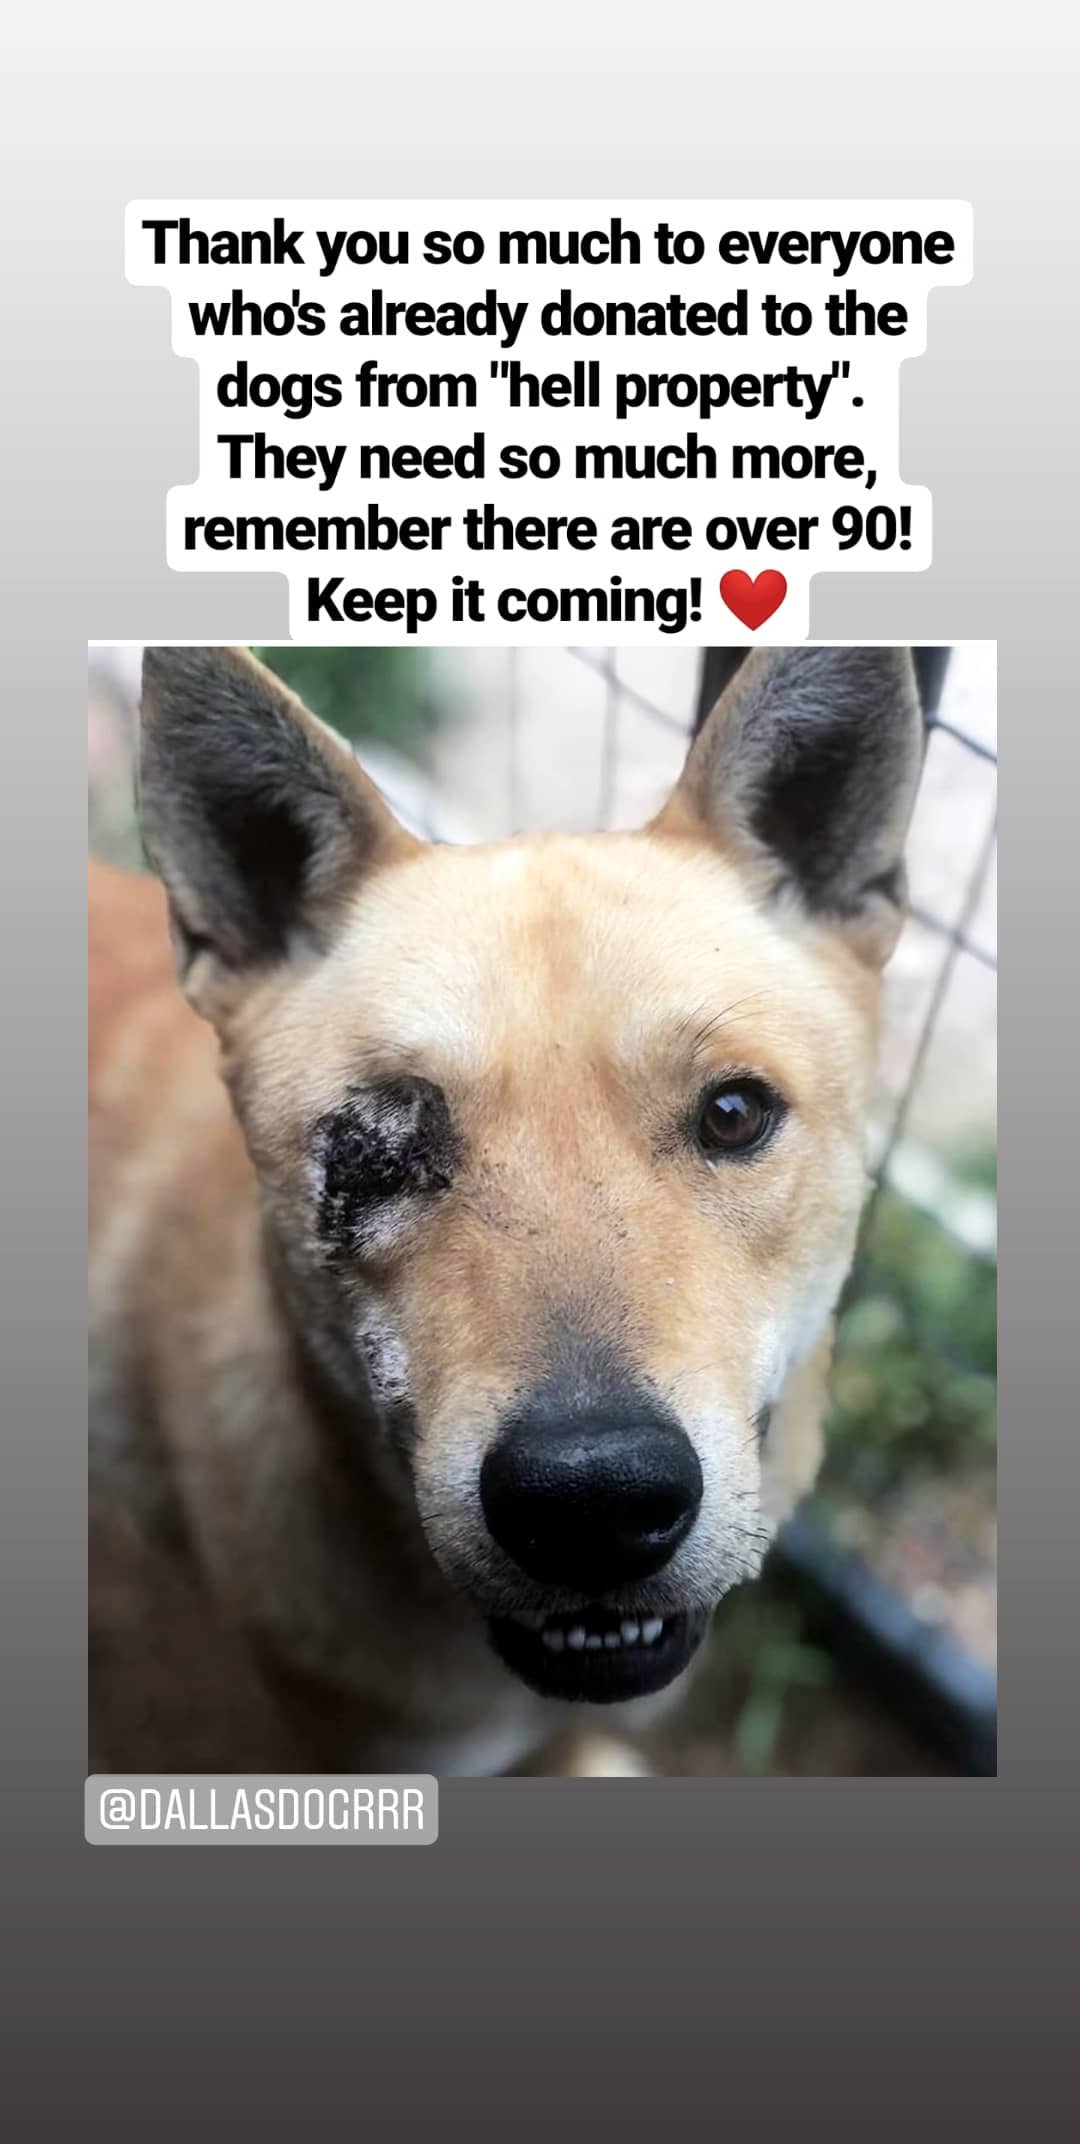 Thank you so much to everyone
who's already donated to the
dogs from "hell property".
They need so much more,
remember there are over 90!
Keep it coming! ❤️
@DALLASDOGRRR